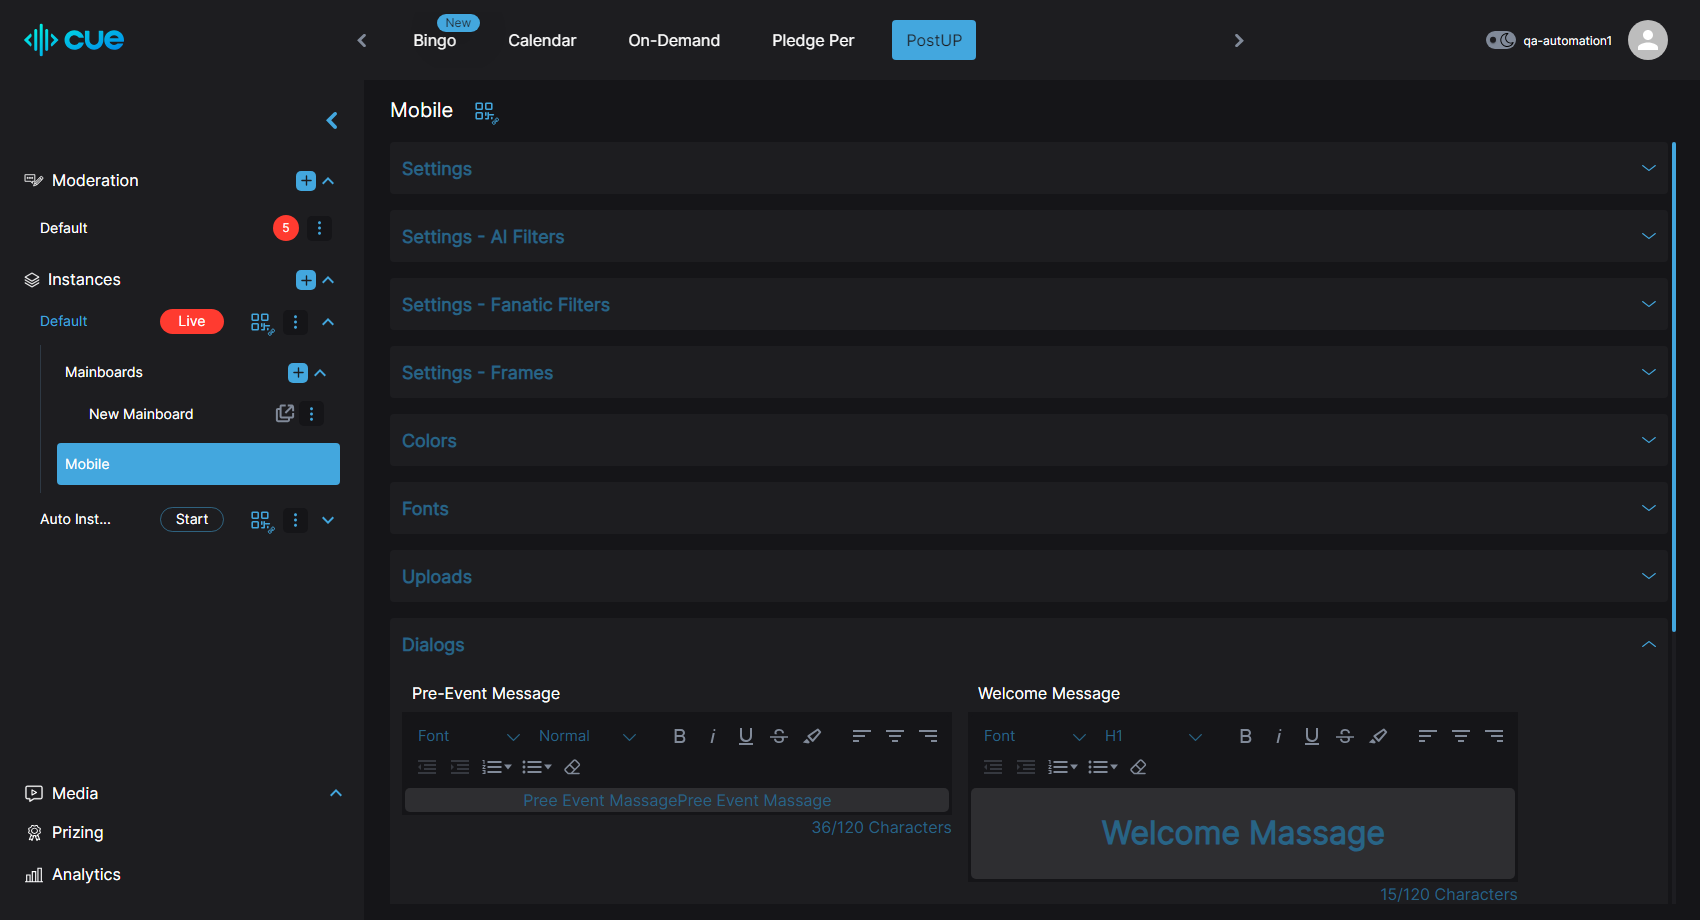 cue
New
Bingo
Calendar
On-Demand
Pledge Per
PostUP
qa-automation1
Moderation
Default
5
Instances
Default
Live
Mainboards
New Mainboard
Mobile
Auto Inst...
Start
Media
Prizing
Analytics
Mobile
Settings
Settings - AI Filters
Settings - Fanatic Filters
Settings - Frames
Colors
Fonts
Uploads
Dialogs
Pre-Event Message
Font
Normal
Pree Event MassagePree Event Massage
36/120 Characters
Welcome Message
Font
H1
Welcome Massage
15/120 Characters